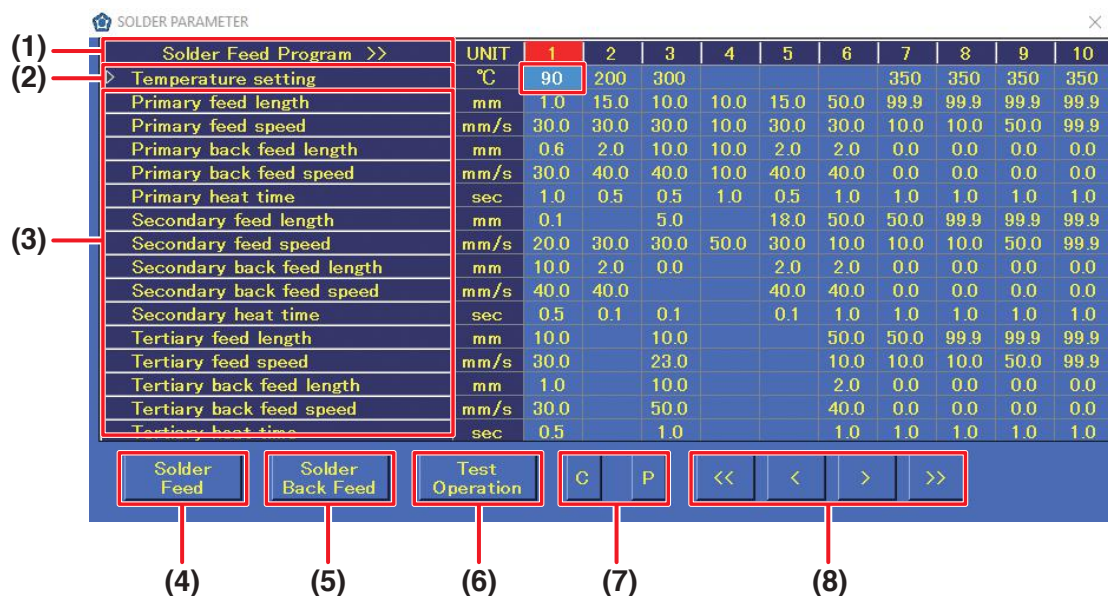 SOLDER PARAMETER
(1) Solder Feed Program >> UNIT 1 2 3 4 5 6 7 8 9 10
(2) Temperature setting ℃ 90 200 300 350 350 350 350
Primary feed length mm 1.0 15.0 10.0 10.0 15.0 50.0 99.9 99.9 99.9 99.9
Primary feed speed mm/s 30.0 30.0 30.0 10.0 30.0 30.0 10.0 10.0 50.0 99.9
Primary back feed length mm 0.6 2.0 10.0 10.0 2.0 2.0 0.0 0.0 0.0 0.0
Primary back feed speed mm/s 30.0 40.0 40.0 10.0 40.0 40.0 0.0 0.0 0.0 0.0
Primary heat time sec 1.0 0.5 0.5 1.0 0.5 1.0 1.0 1.0 1.0 1.0
Secondary feed length mm 0.1 5.0 18.0 50.0 50.0 99.9 99.9 99.9
(3) Secondary feed speed mm/s 20.0 30.0 30.0 50.0 30.0 10.0 10.0 10.0 50.0 99.9
Secondary back feed length mm 10.0 2.0 0.0 2.0 2.0 0.0 0.0 0.0 0.0
Secondary back feed speed mm/s 40.0 40.0 40.0 40.0 0.0 0.0 0.0 0.0
Secondary heat time sec 0.5 0.1 0.1 0.1 1.0 1.0 1.0 1.0 1.0
Tertiary feed length mm 10.0 10.0 50.0 50.0 99.9 99.9 99.9
Tertiary feed speed mm/s 30.0 23.0 10.0 10.0 10.0 50.0 99.9
Tertiary back feed length mm 1.0 10.0 2.0 0.0 0.0 0.0 0.0
Tertiary back feed speed mm/s 30.0 50.0 40.0 0.0 0.0 0.0 0.0
Tertiary heat time sec 0.5 1.0 1.0 1.0 1.0 1.0 1.0
Solder Feed
Solder Back Feed
Test Operation
C P << < > >>
(4) (5) (6) (7) (8)